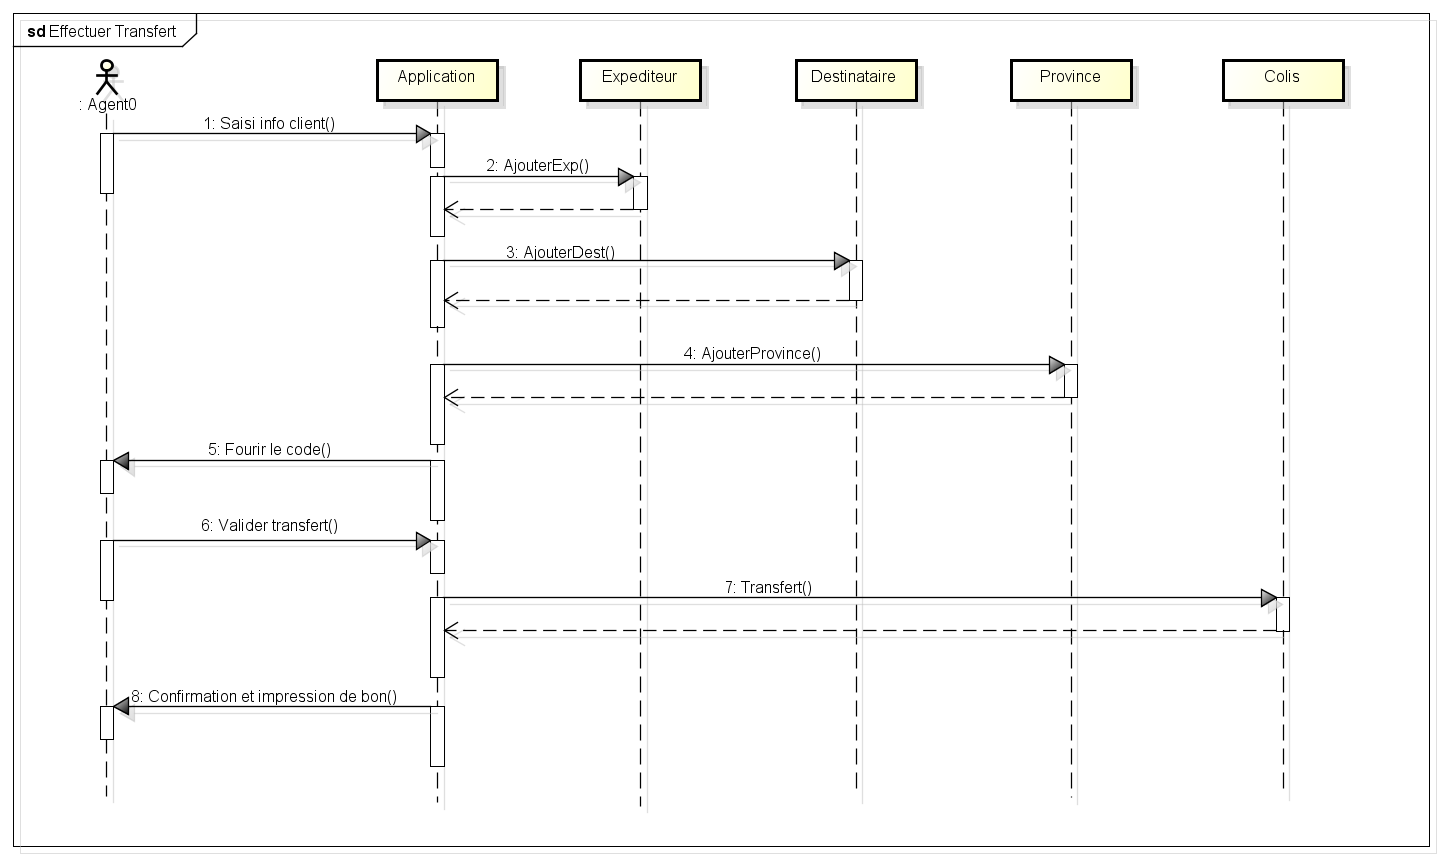 sd Effectuer Transfert
: Agent0
Application
Expediteur
Destinataire
Province
Colis
1: Saisi info client()
2: AjouterExp()
3: AjouterDest()
4: AjouterProvince()
5: Fourir le code()
6: Valider transfert()
7: Transfert()
8: Confirmation et impression de bon()